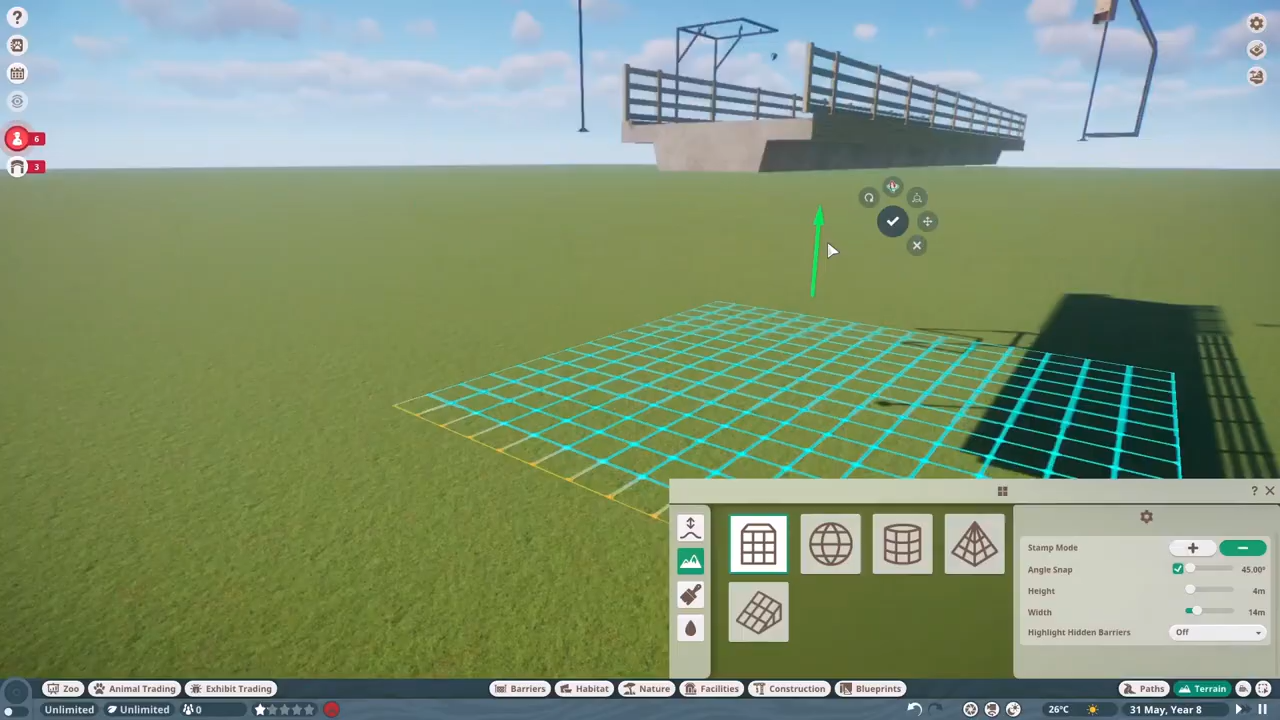 ?
6
3
? ×
Stamp Mode + −
Angle Snap 45.00°
Height 4m
Width 14m
Highlight Hidden Barriers Off
Zoo Animal Trading Exhibit Trading Barriers Habitat Nature Facilities Construction Blueprints Paths Terrain
Unlimited Unlimited 0 26°C 31 May, Year 8